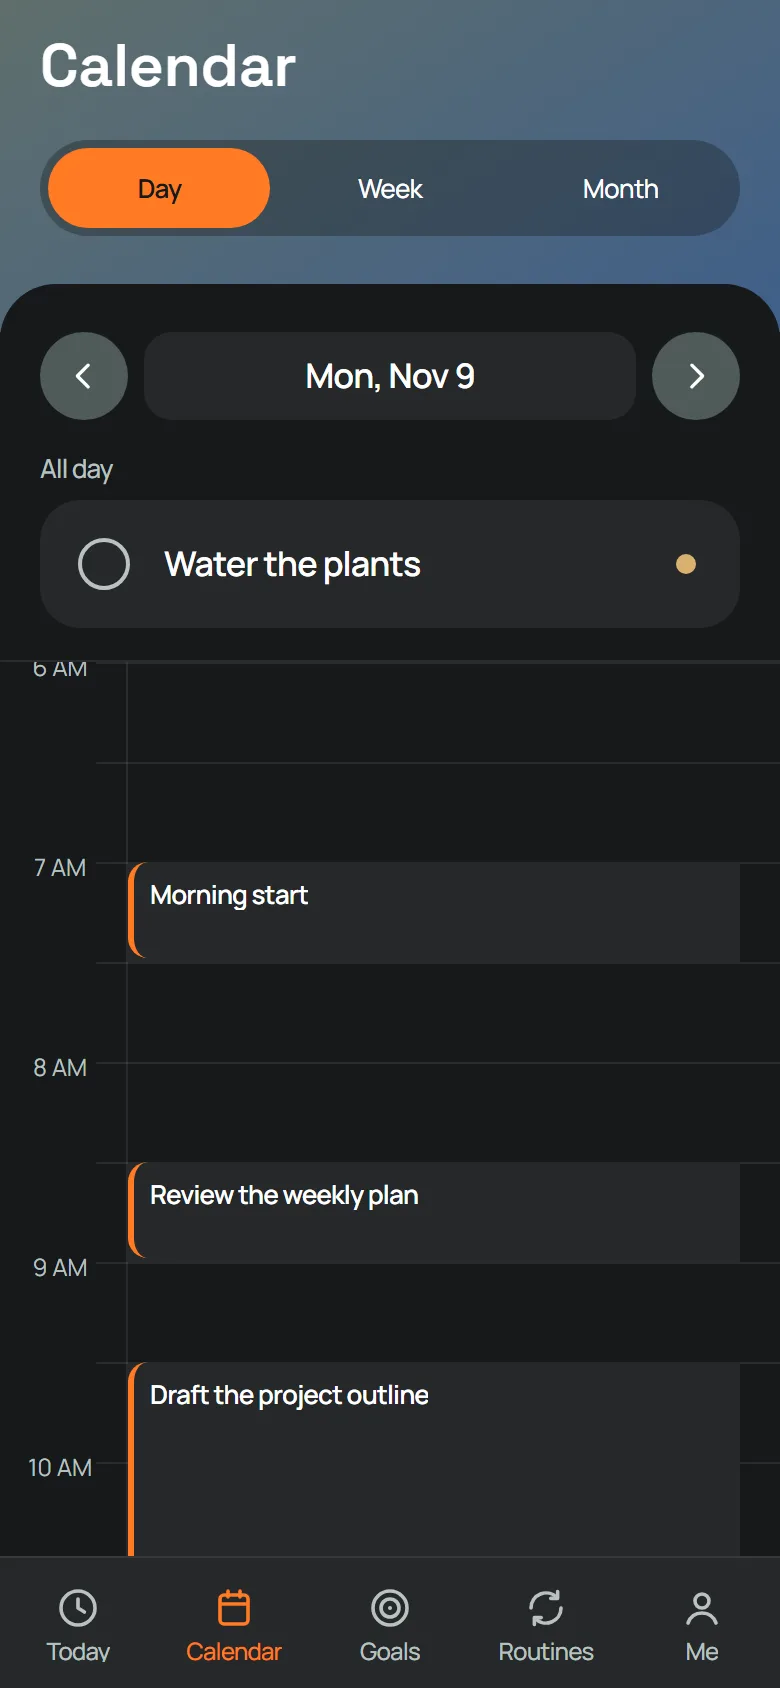 Calendar
Day
Week
Month
Mon, Nov 9
All day
Water the plants
6 AM
7 AM
Morning start
8 AM
Review the weekly plan
9 AM
Draft the project outline
10 AM
Today
Calendar
Goals
Routines
Me